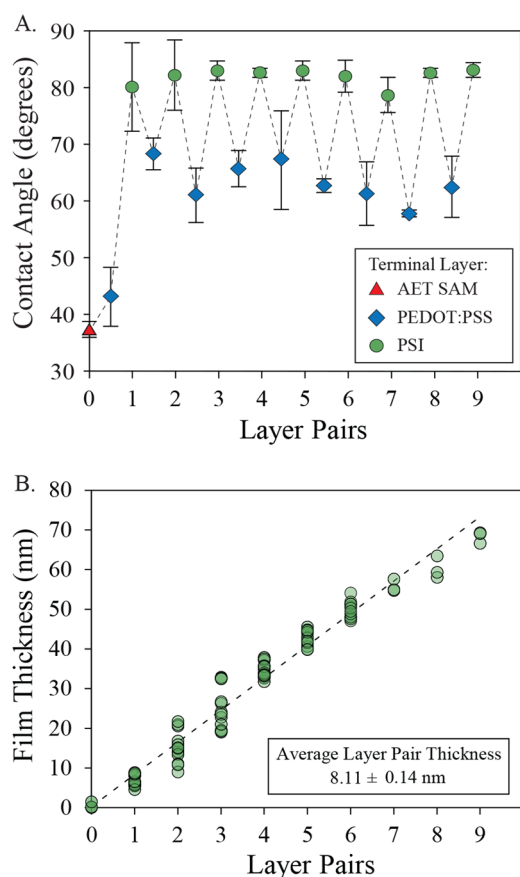 A.
90
80
70
60
50
40
30
Contact Angle (degrees)
Terminal Layer:
AET SAM
PEDOT:PSS
PSI
0 1 2 3 4 5 6 7 8 9
Layer Pairs
B.
80
70
60
50
40
30
20
10
0
Film Thickness (nm)
Average Layer Pair Thickness
8.11 ± 0.14 nm
0 1 2 3 4 5 6 7 8 9
Layer Pairs